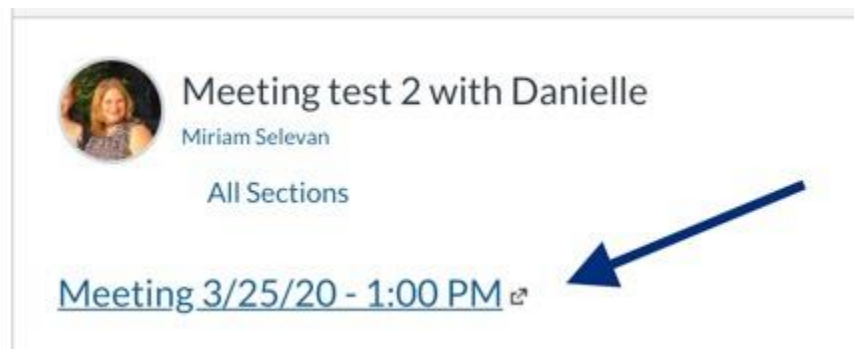 Meeting test 2 with Danielle
Miriam Selevan
All Sections
Meeting 3/25/20 - 1:00 PM